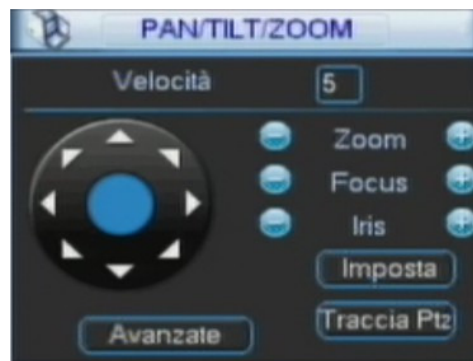 PAN/TILT/ZOOM
Velocità 5
Zoom
Focus
Iris
Imposta
Traccia Ptz
Avanzate